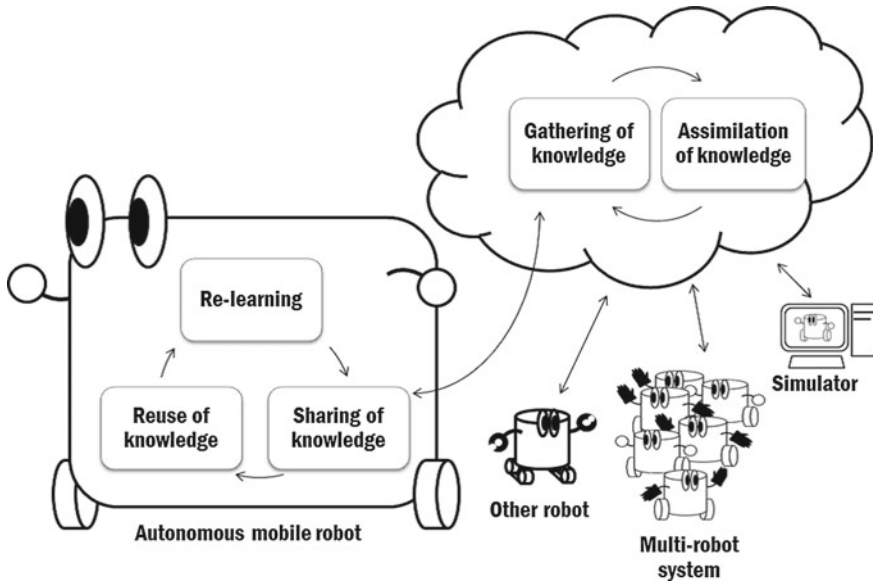 Gathering of
knowledge
Assimilation
of knowledge
Re-learning
Reuse of
knowledge
Sharing of
knowledge
Autonomous mobile robot
Other robot
Multi-robot
system
Simulator